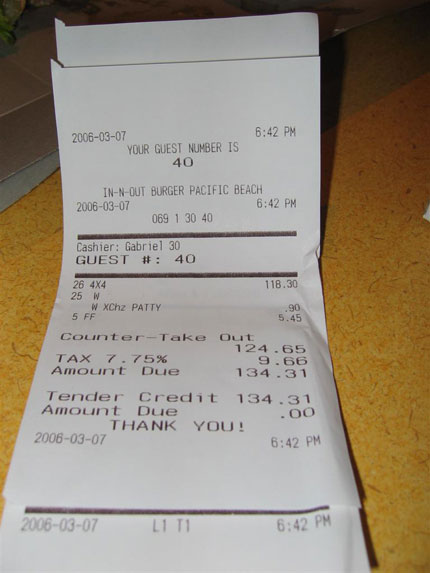 2006-03-07 6:42 PM
YOUR GUEST NUMBER IS
40
IN-N-OUT BURGER PACIFIC BEACH
2006-03-07 6:42 PM
069 1 30 40
Cashier: Gabriel 30
GUEST #: 40
26 4X4 118.30
25 W
W XChz PATTY .90
5 FF 5.45
Counter-Take Out
124.65
TAX 7.75% 9.66
Amount Due 134.31
Tender Credit 134.31
Amount Due .00
THANK YOU!
2006-03-07 6:42 PM
2006-03-07 L1 T1 6:42 PM